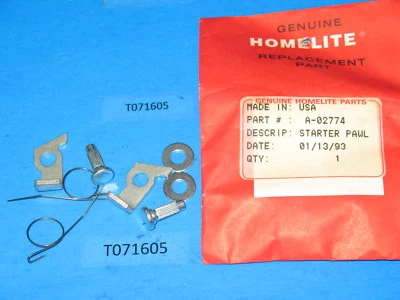 GENUINE
HOMELITE
REPLACEMENT
PART
GENUINE HOMELITE PARTS
MADE IN: USA
PART # : A-02774
DESCRIP: STARTER PAWL
DATE: 01/13/93
QTY: 1
T071605
T071605